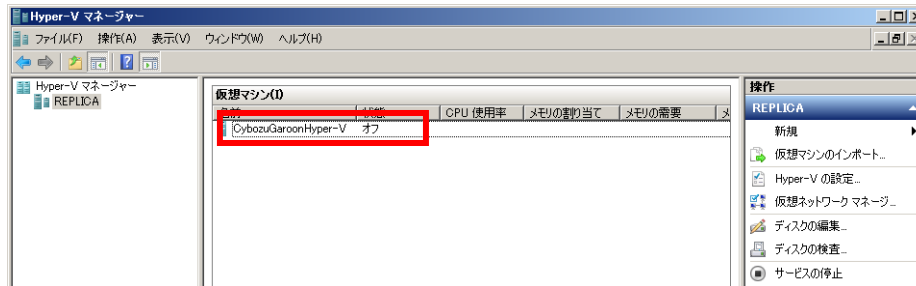 Hyper-V マネージャー
ファイル(F) 操作(A) 表示(V) ウィンドウ(W) ヘルプ(H)
Hyper-V マネージャー
REPLICA
仮想マシン(I)
名前 状態 CPU 使用率 メモリの割り当て メモリの需要 メ
CybozuGaroonHyper-V オフ
操作
REPLICA
新規
仮想マシンのインポート...
Hyper-V の設定...
仮想ネットワーク マネージ...
ディスクの編集...
ディスクの検査...
サービスの停止